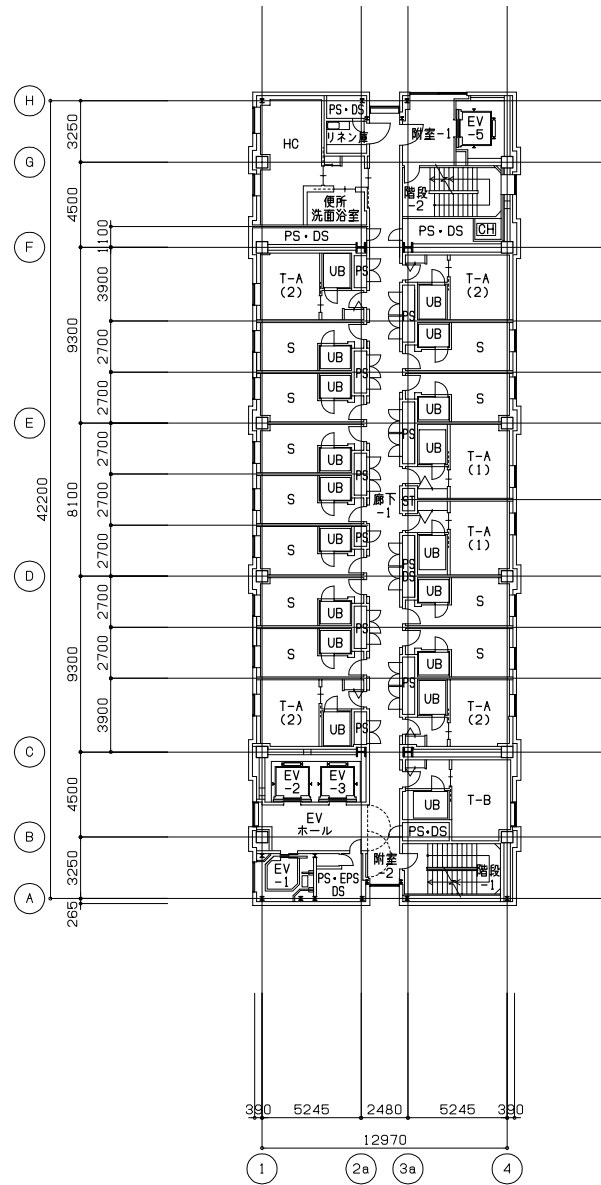 H
G
F
E
D
C
B
A
3250
4500
1100
3900
9300
2700
2700
2700
8100
2700
2700
2700
9300
2700
3900
4500
3250
265
42200
HC
PS・DS
リネン庫
便所
洗面浴室
PS・DS
附室-1
EV
-5
階段
-2
PS・DS
CH
T-A
(2)
UB
PS
PS
UB
T-A
(2)
S
UB
UB
S
S
UB
PS
UB
S
S
UB
PS
UB
T-A
(1)
S
UB
PS
廊下
-1
ST
S
UB
PS
PS
DS
UB
T-A
(1)
S
UB
PS
UB
S
S
UB
PS
UB
S
T-A
(2)
UB
PS
UB
T-A
(2)
EV
-2
EV
-3
EV
ホール
UB
T-B
PS・DS
EV
-1
PS・EPS
DS
附室
-2
階段
-1
390
5245
2480
5245
390
12970
1
2a
3a
4